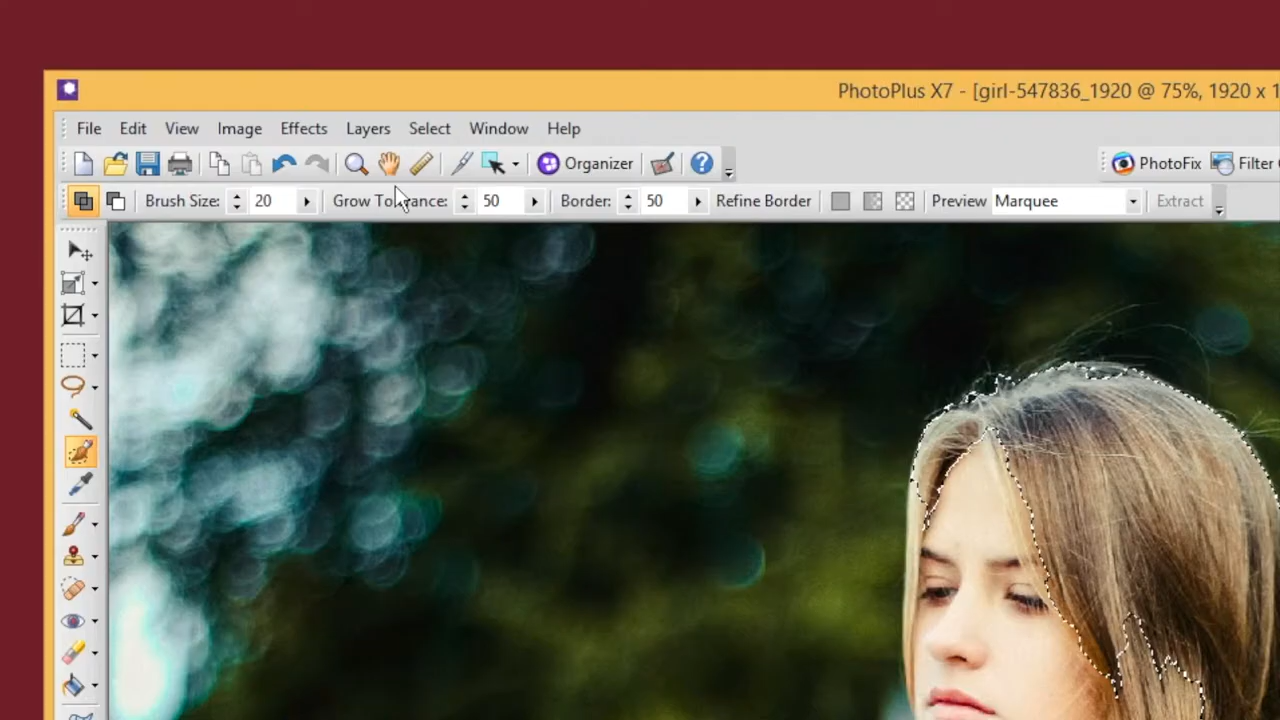 PhotoPlus X7 - [girl-547836_1920 @ 75%, 1920 x 1
File Edit View Image Effects Layers Select Window Help
Organizer PhotoFix Filter
Brush Size: 20 Grow Tolerance: 50 Border: 50 Refine Border Preview Marquee Extract